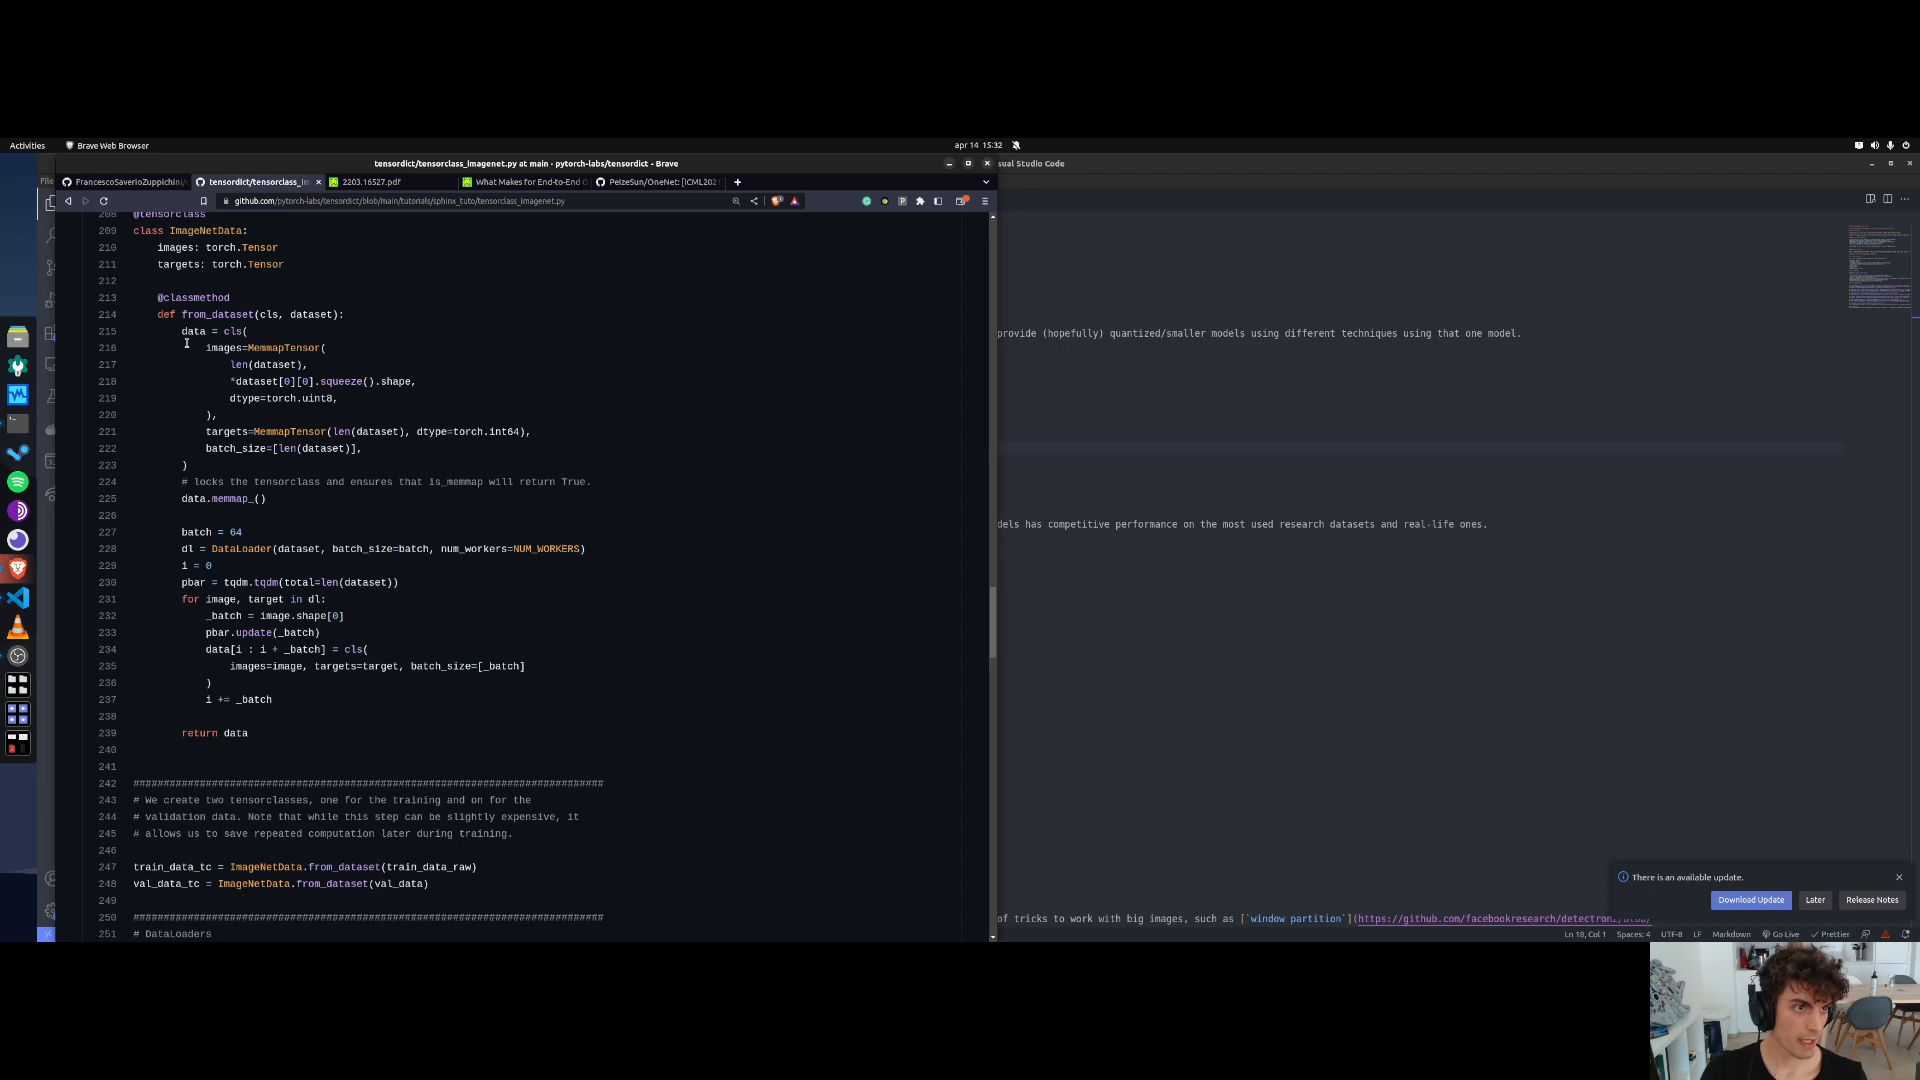 Activities
Brave Web Browser
apr 14 15:32
tensordict/tensorclass_imagenet.py at main · pytorch-labs/tensordict - Brave
sual Studio Code
File
FrancescoSaverioZuppichini/
tensordict/tensorclass_im
2203.16527.pdf
What Makes for End-to-End O
PeizeSun/OneNet: [ICML2021
github.com/pytorch-labs/tensordict/blob/main/tutorials/sphinx_tuto/tensorclass_imagenet.py
208 @tensorclass
209 class ImageNetData:
210 images: torch.Tensor
211 targets: torch.Tensor
212
213 @classmethod
214 def from_dataset(cls, dataset):
215 data = cls(
216 images=MemmapTensor(
217 len(dataset),
218 *dataset[0][0].squeeze().shape,
219 dtype=torch.uint8,
220 ),
221 targets=MemmapTensor(len(dataset), dtype=torch.int64),
222 batch_size=[len(dataset)],
223 )
224 # locks the tensorclass and ensures that is_memmap will return True.
225 data.memmap_()
226
227 batch = 64
228 dl = DataLoader(dataset, batch_size=batch, num_workers=NUM_WORKERS)
229 i = 0
230 pbar = tqdm.tqdm(total=len(dataset))
231 for image, target in dl:
232 _batch = image.shape[0]
233 pbar.update(_batch)
234 data[i : i + _batch] = cls(
235 images=image, targets=target, batch_size=[_batch]
236 )
237 i += _batch
238
239 return data
240
241
242 ##############################################################################
243 # We create two tensorclasses, one for the training and on for the
244 # validation data. Note that while this step can be slightly expensive, it
245 # allows us to save repeated computation later during training.
246
247 train_data_tc = ImageNetData.from_dataset(train_data_raw)
248 val_data_tc = ImageNetData.from_dataset(val_data)
249
250 ##############################################################################
251 # DataLoaders
provide (hopefully) quantized/smaller models using different techniques using that one model.
dels has competitive performance on the most used research datasets and real-life ones.
There is an available update.
Download Update
Later
Release Notes
of tricks to work with big images, such as [`window partition`](https://github.com/facebookresearch/detectron2/blob/
Ln 18, Col 1
Spaces: 4
UTF-8
LF
Markdown
Go Live
Prettier